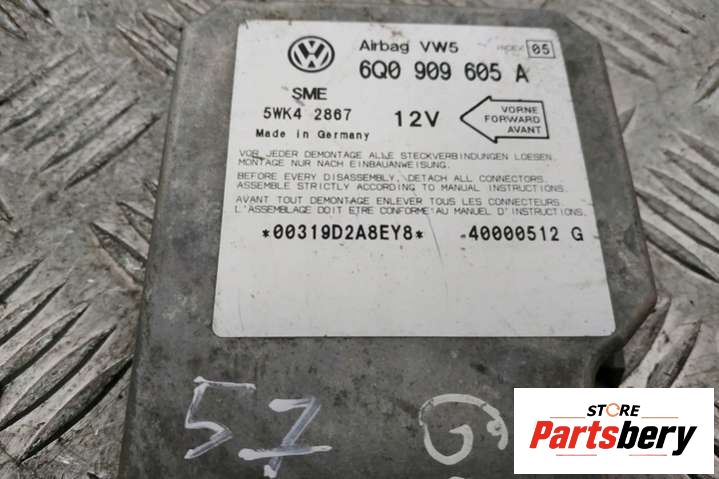 Airbag VW5 INDEX 05
6Q0 909 605 A
SME
5WK4 2867
12V
VORNE
FORWARD
AVANT
Made in Germany
VOR JEDER DEMONTAGE ALLE STECKVERBINDUNGEN LOESEN.
MONTAGE NUR NACH EINBAUANWEISUNG.
BEFORE EVERY DISASSEMBLY, DETACH ALL CONNECTORS.
ASSEMBLE STRICTLY ACCORDING TO MANUAL INSTRUCTIONS.
AVANT TOUT DEMONTAGE ENLEVER TOUS LES CONNECTEURS.
L'ASSEMBLAGE DOIT ETRE CONFORME AU MANUEL D'INSTRUCTIONS.
*00319D2A8EY8* 40000512 G
57
STORE
Partsbery